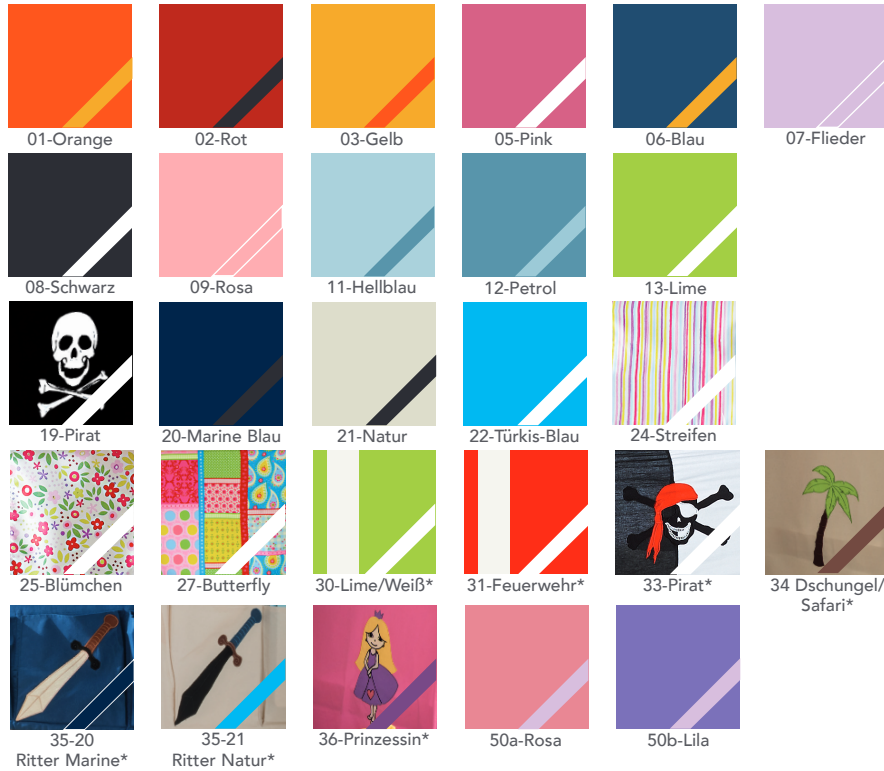 01-Orange
02-Rot
03-Gelb
05-Pink
06-Blau
07-Flieder
08-Schwarz
09-Rosa
11-Hellblau
12-Petrol
13-Lime
19-Pirat
20-Marine Blau
21-Natur
22-Türkis-Blau
24-Streifen
25-Blümchen
27-Butterfly
30-Lime/Weiß*
31-Feuerwehr*
33-Pirat*
34 Dschungel/
Safari*
35-20
Ritter Marine*
35-21
Ritter Natur*
36-Prinzessin*
50a-Rosa
50b-Lila